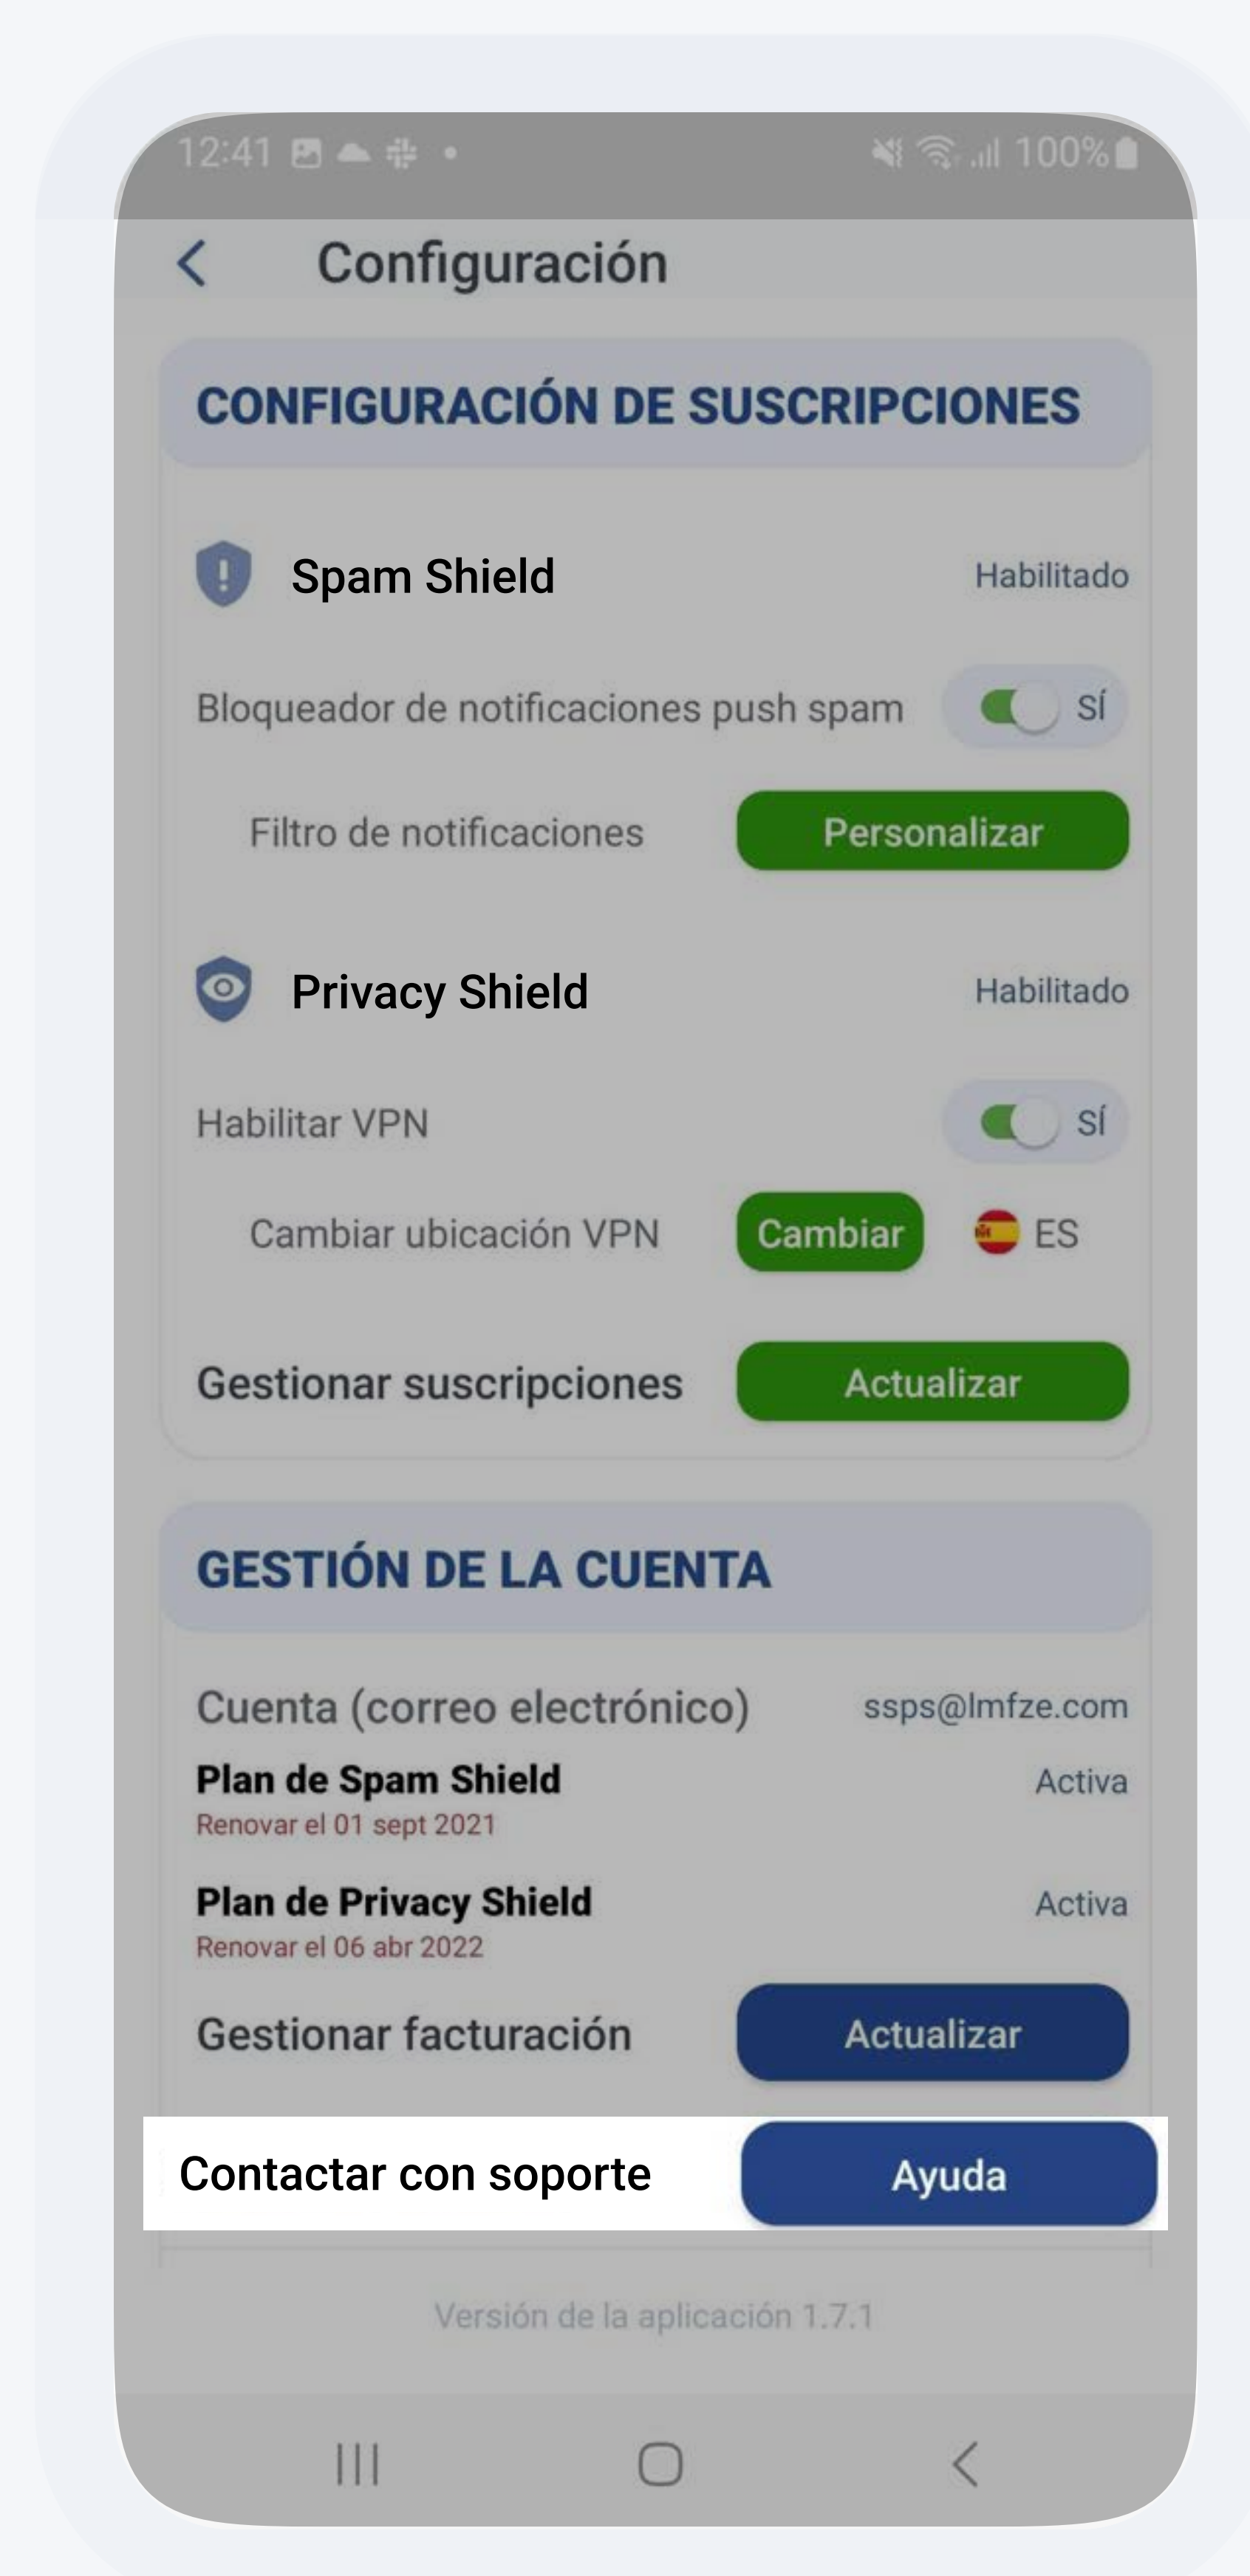 12:41 100%
Configuración
CONFIGURACIÓN DE SUSCRIPCIONES
Spam Shield Habilitado
Bloqueador de notificaciones push spam SÍ
Filtro de notificaciones Personalizar
Privacy Shield Habilitado
Habilitar VPN SÍ
Cambiar ubicación VPN Cambiar ES
Gestionar suscripciones Actualizar
GESTIÓN DE LA CUENTA
Cuenta (correo electrónico) ssps@lmfze.com
Plan de Spam Shield Activa
Renovar el 01 sept 2021
Plan de Privacy Shield Activa
Renovar el 06 abr 2022
Gestionar facturación Actualizar
Contactar con soporte Ayuda
Versión de la aplicación 1.7.1